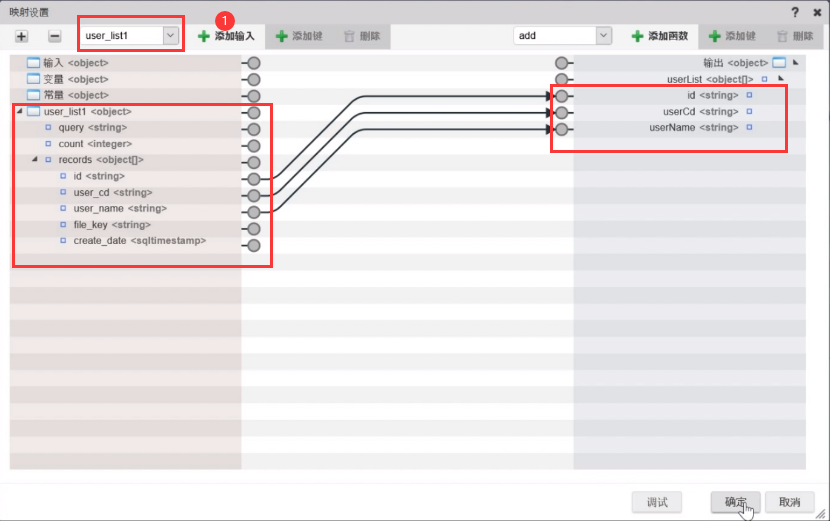 映射设置
?
user_list1
1
添加输入
添加键
删除
add
添加函数
添加键
删除
输入 <object>
变量 <object>
常量 <object>
user_list1 <object>
query <string>
count <integer>
records <object[]>
id <string>
user_cd <string>
user_name <string>
file_key <string>
create_date <sqltimestamp>
输出 <object>
userList <object[]>
id <string>
userCd <string>
userName <string>
调试
确定
取消